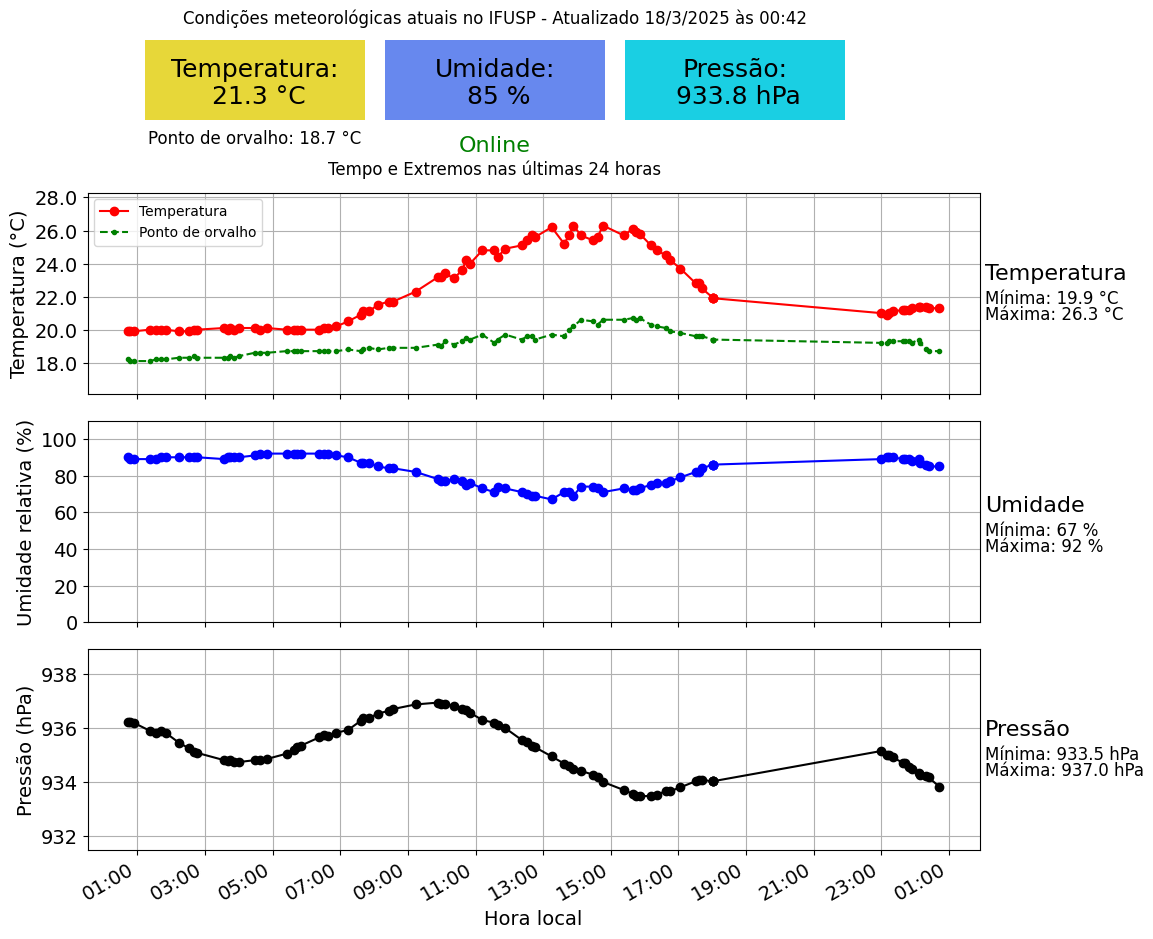 Condições meteorológicas atuais no IFUSP - Atualizado 18/3/2025 às 00:42
Temperatura:
21.3 °C
Umidade:
85 %
Pressão:
933.8 hPa
Ponto de orvalho: 18.7 °C
Online
Tempo e Extremos nas últimas 24 horas
Temperatura (°C)
28.0
26.0
24.0
22.0
20.0
18.0
Temperatura
Ponto de orvalho
Temperatura
Mínima: 19.9 °C
Máxima: 26.3 °C
Umidade relativa (%)
100
80
60
40
20
0
Umidade
Mínima: 67 %
Máxima: 92 %
Pressão (hPa)
938
936
934
932
Pressão
Mínima: 933.5 hPa
Máxima: 937.0 hPa
01:00
03:00
05:00
07:00
09:00
11:00
13:00
15:00
17:00
19:00
21:00
23:00
01:00
Hora local